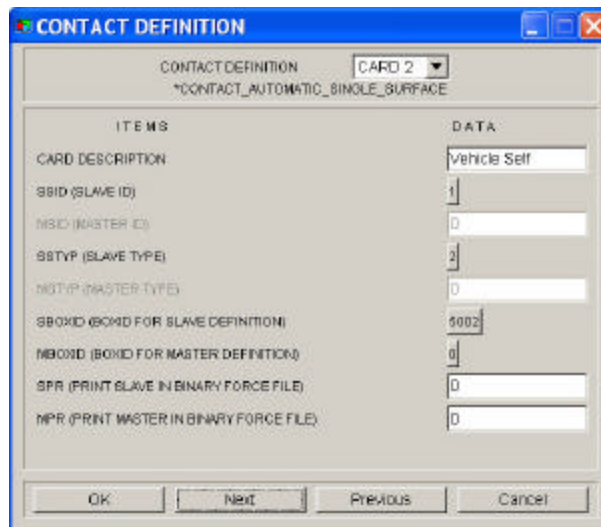 CONTACT DEFINITION
CONTACT DEFINITION CARD 2
*CONTACT_AUTOMATIC_SINGLE_SURFACE
ITEMS DATA
CARD DESCRIPTION Vehicle Self
SSID (SLAVE ID) 1
MSID (MASTER ID) 0
SSTYP (SLAVE TYPE) 2
MSTYP (MASTER TYPE) 0
SBOXID (BOXID FOR SLAVE DEFINITION) 5002
MBOXID (BOXID FOR MASTER DEFINITION) 0
SPR (PRINT SLAVE IN BINARY FORCE FILE) 0
MPR (PRINT MASTER IN BINARY FORCE FILE) 0
OK Next Previous Cancel